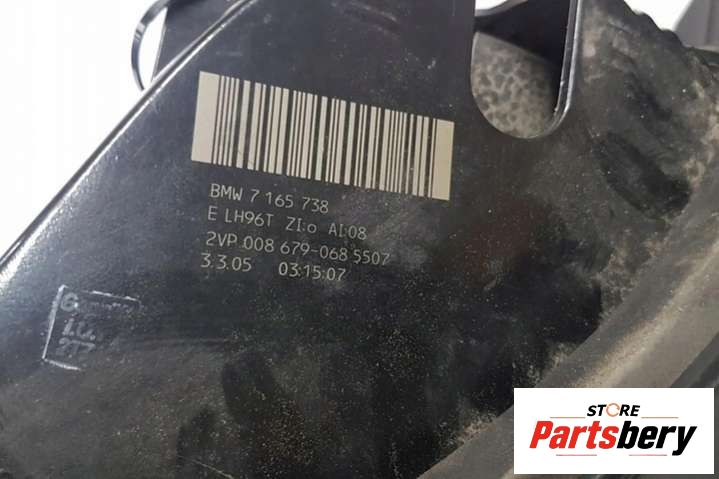 BMW 7 165 738
E LH96T ZI:o AI:08
2VP 008 679-068 5507
3.3.05 03:15:07
I.O.
217
STORE
Partsbery